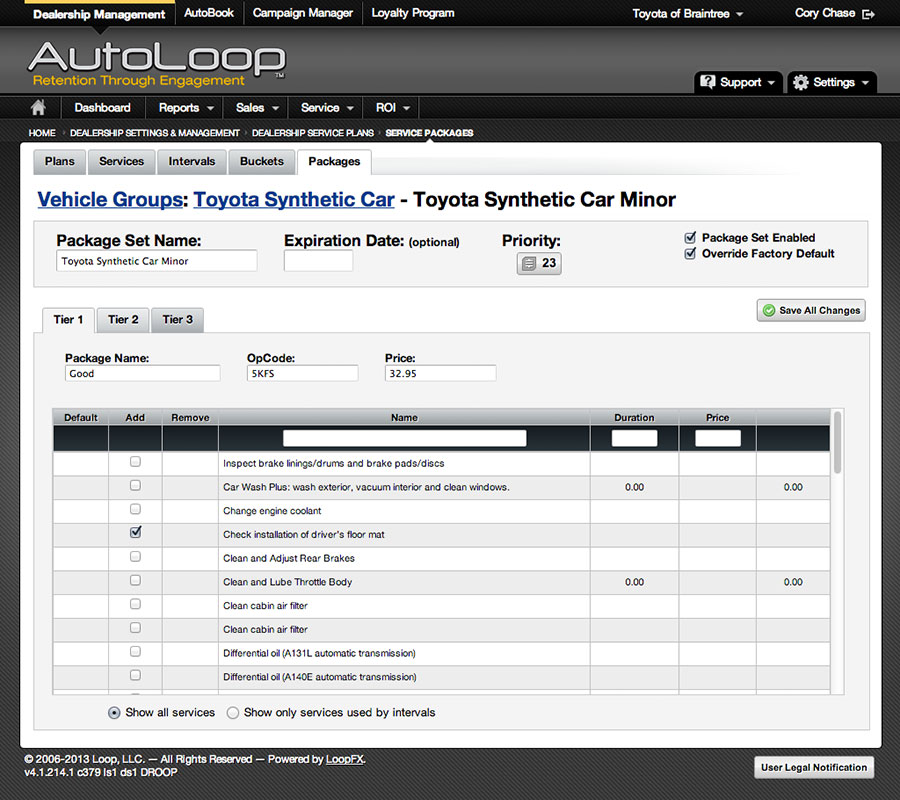 Dealership Management AutoBook Campaign Manager Loyalty Program Toyota of Braintree Cory Chase
AutoLoop™
Retention Through Engagement
Support Settings
Dashboard Reports Sales Service ROI
HOME › DEALERSHIP SETTINGS & MANAGEMENT › DEALERSHIP SERVICE PLANS › SERVICE PACKAGES
Plans Services Intervals Buckets Packages
Vehicle Groups: Toyota Synthetic Car - Toyota Synthetic Car Minor
Package Set Name: Expiration Date: (optional) Priority: Package Set Enabled
Toyota Synthetic Car Minor 23 Override Factory Default
Tier 1 Tier 2 Tier 3 Save All Changes
Package Name: OpCode: Price:
Good 5KFS 32.95
Default Add Remove Name Duration Price
Inspect brake linings/drums and brake pads/discs
Car Wash Plus: wash exterior, vacuum interior and clean windows. 0.00 0.00
Change engine coolant
Check installation of driver's floor mat
Clean and Adjust Rear Brakes
Clean and Lube Throttle Body 0.00 0.00
Clean cabin air filter
Clean cabin air filter
Differential oil (A131L automatic transmission)
Differential oil (A140E automatic transmission)
Show all services Show only services used by intervals
© 2006-2013 Loop, LLC. — All Rights Reserved — Powered by LoopFX.
v4.1.214.1 c379 ls1 ds1 DROOP
User Legal Notification